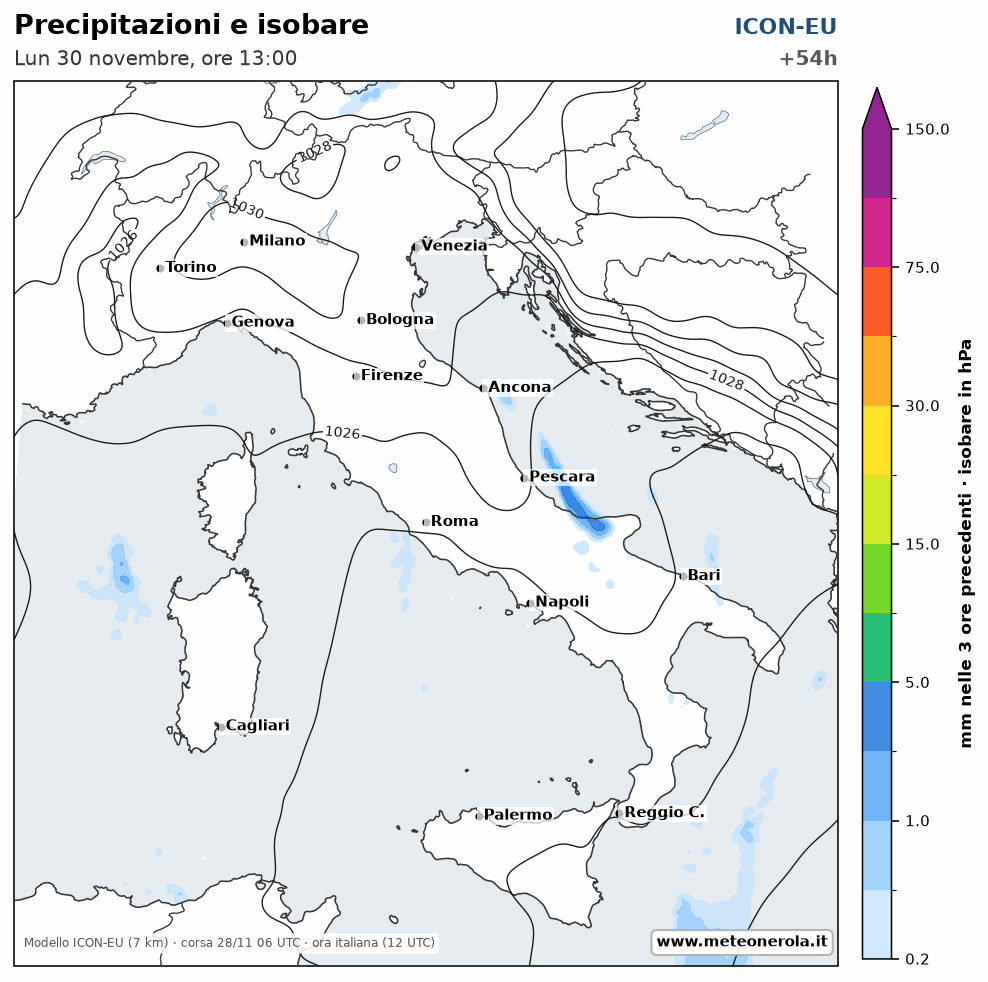 Precipitazioni e isobare
ICON-EU
Lun 30 novembre, ore 13:00
+54h
1028
1030
1026
Milano
Venezia
Torino
Bologna
Genova
Firenze
Ancona
1028
1026
Pescara
Roma
Bari
Napoli
Cagliari
Palermo
Reggio C.
Modello ICON-EU (7 km) · corsa 28/11 06 UTC · ora italiana (12 UTC)
www.meteonerola.it
150.0
75.0
30.0
15.0
5.0
1.0
0.2
mm nelle 3 ore precedenti · isobare in hPa